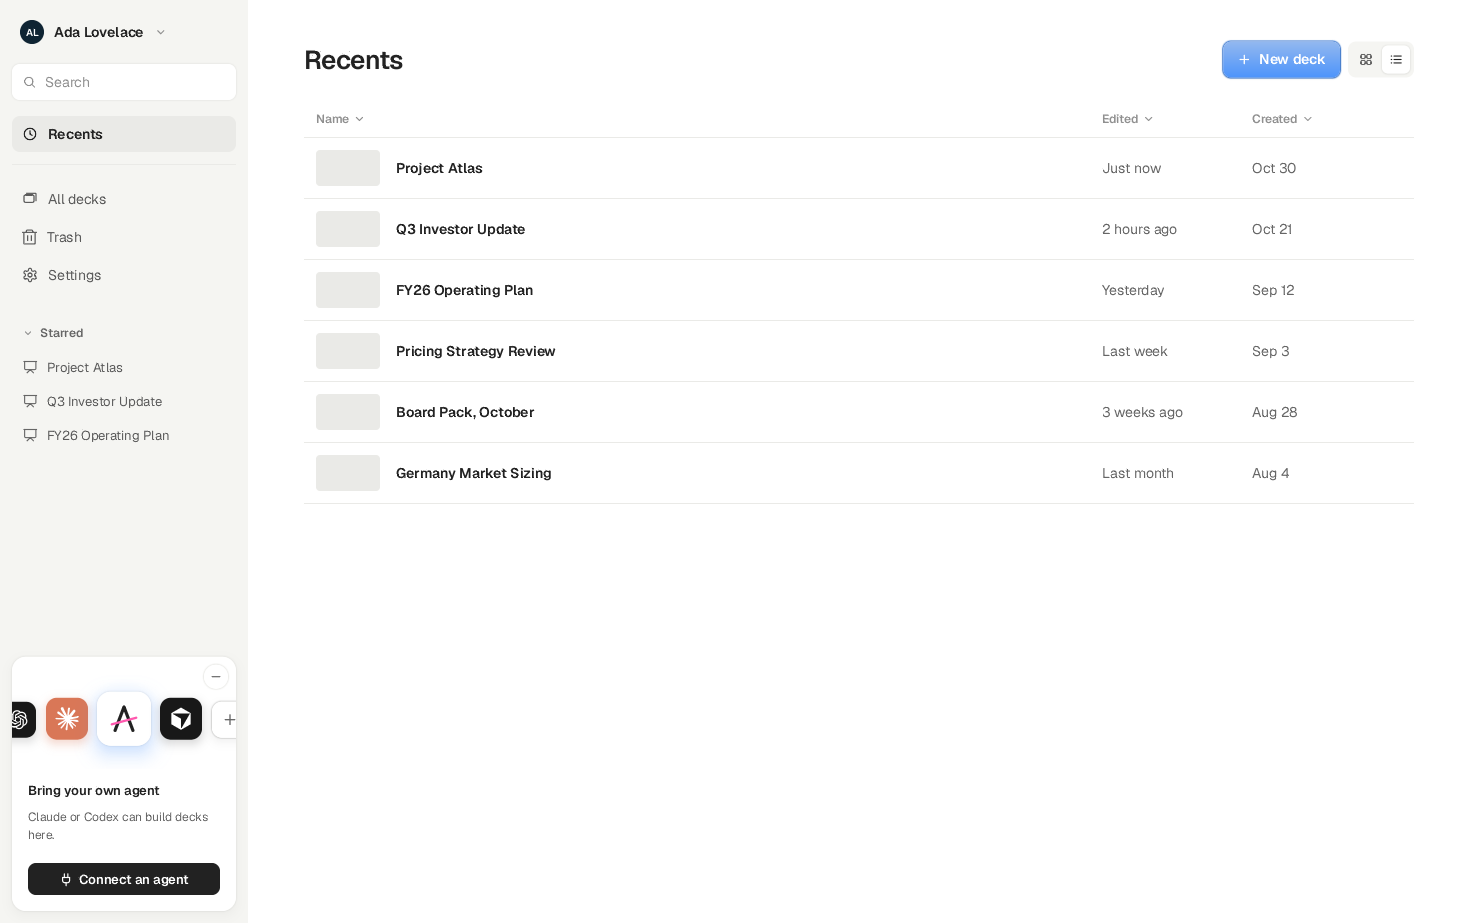 AL Ada Lovelace
Search
Recents
All decks
Trash
Settings
Starred
Project Atlas
Q3 Investor Update
FY26 Operating Plan
Bring your own agent
Claude or Codex can build decks
here.
Connect an agent
Recents
New deck
Name Edited Created
Project Atlas Just now Oct 30
Q3 Investor Update 2 hours ago Oct 21
FY26 Operating Plan Yesterday Sep 12
Pricing Strategy Review Last week Sep 3
Board Pack, October 3 weeks ago Aug 28
Germany Market Sizing Last month Aug 4